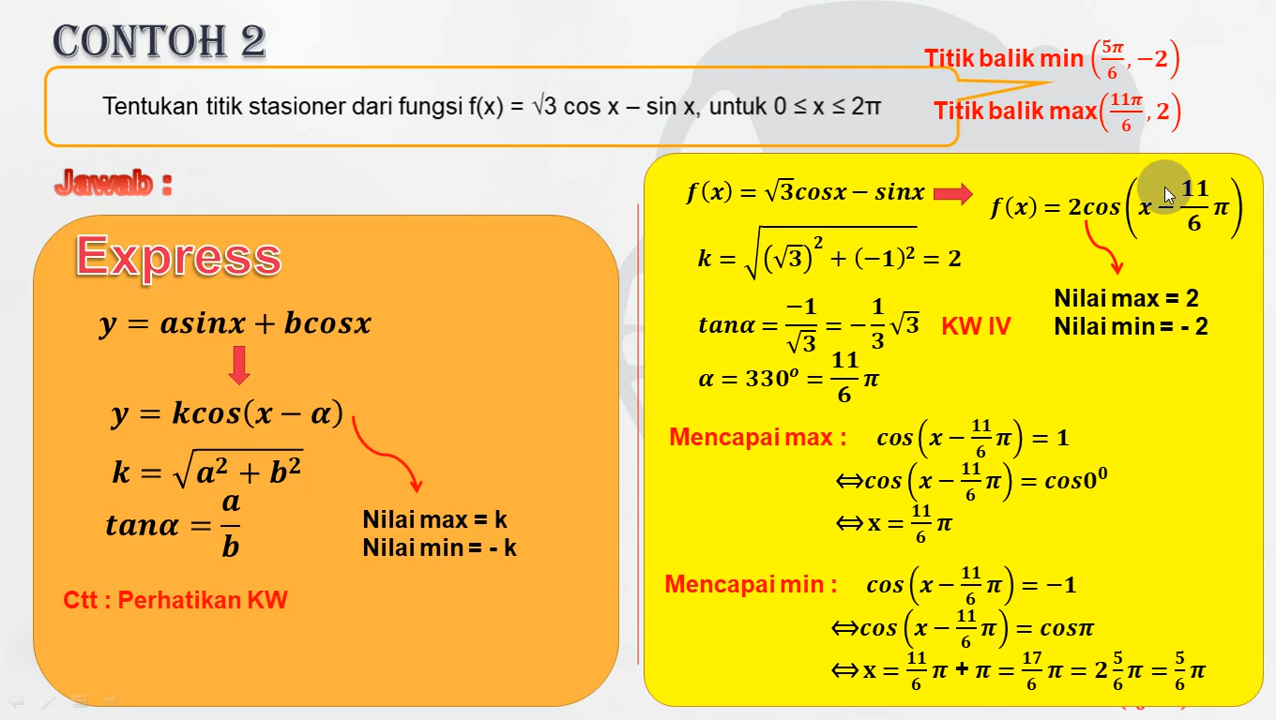 CONTOH 2
Titik balik min (5π/6, −2)
Titik balik max(11π/6, 2)
Tentukan titik stasioner dari fungsi f(x) = √3 cos x – sin x, untuk 0 ≤ x ≤ 2π
Jawab :
Express
y = asinx + bcosx
y = kcos(x − α)
k = √(a² + b²)
tanα = a/b
Nilai max = k
Nilai min = - k
Ctt : Perhatikan KW
f(x) = √3cosx − sinx
f(x) = 2cos(x − 11/6 π)
k = √((√3)² + (−1)²) = 2
Nilai max = 2
Nilai min = - 2
tanα = −1/√3 = −1/3 √3 KW IV
α = 330° = 11/6 π
Mencapai max : cos(x − 11/6 π) = 1
⇔cos(x − 11/6 π) = cos0⁰
⇔x = 11/6 π
Mencapai min : cos(x − 11/6 π) = −1
⇔cos(x − 11/6 π) = cosπ
⇔x = 11/6 π + π = 17/6 π = 2 5/6 π = 5/6 π